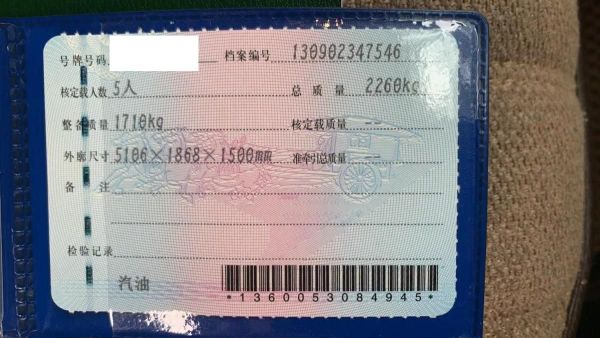 号牌号码 档案编号 130902347546
核定载人数 5人 总质量 2260kg
整备质量 1710kg 核定载质量 --
外廓尺寸 5106×1868×1500mm 准牵引总质量 --
备注
检验记录
汽油
*1360053084945*